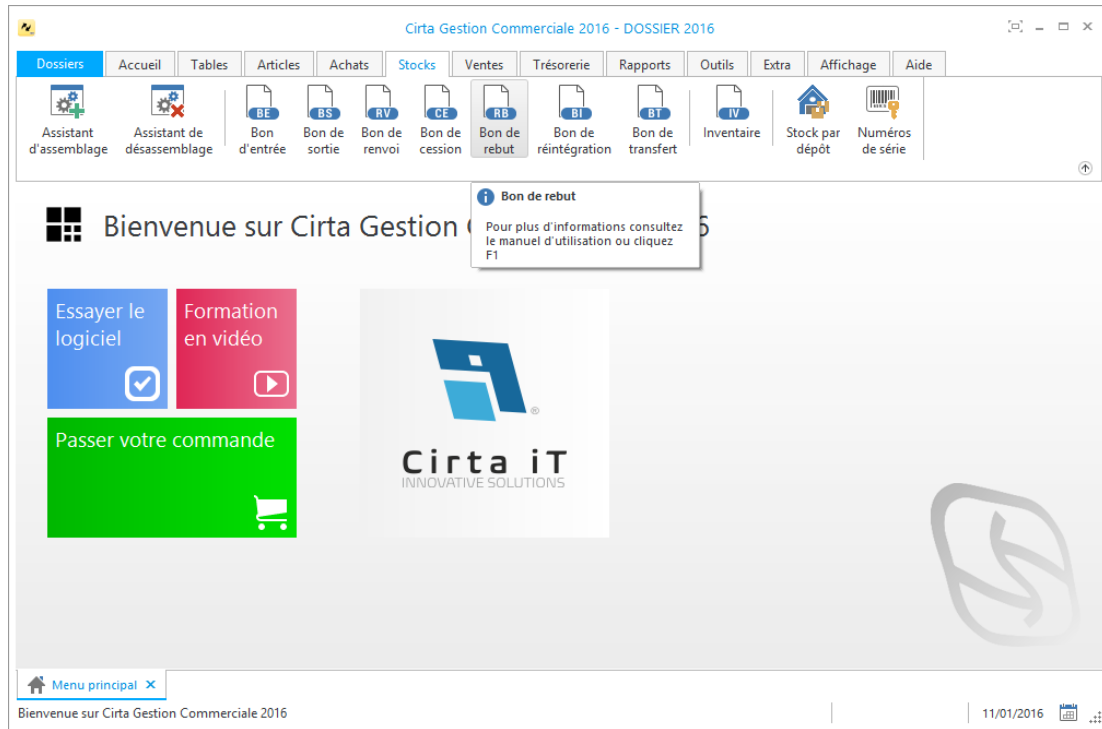 Cirta Gestion Commerciale 2016 - DOSSIER 2016
Dossiers Accueil Tables Articles Achats Stocks Ventes Trésorerie Rapports Outils Extra Affichage Aide
BE BS RV CE RB BI BT IV
Assistant Assistant de Bon Bon de Bon de Bon de Bon de Bon de Bon de Inventaire Stock par Numéros
d'assemblage désassemblage d'entrée sortie renvoi cession rebut réintégration transfert dépôt de série
Bon de rebut
Pour plus d'informations consultez
le manuel d'utilisation ou cliquez
F1
Bienvenue sur Cirta Gestion
Essayer le
logiciel
Formation
en vidéo
Passer votre commande
Cirta iT
INNOVATIVE SOLUTIONS
Menu principal
Bienvenue sur Cirta Gestion Commerciale 2016
11/01/2016